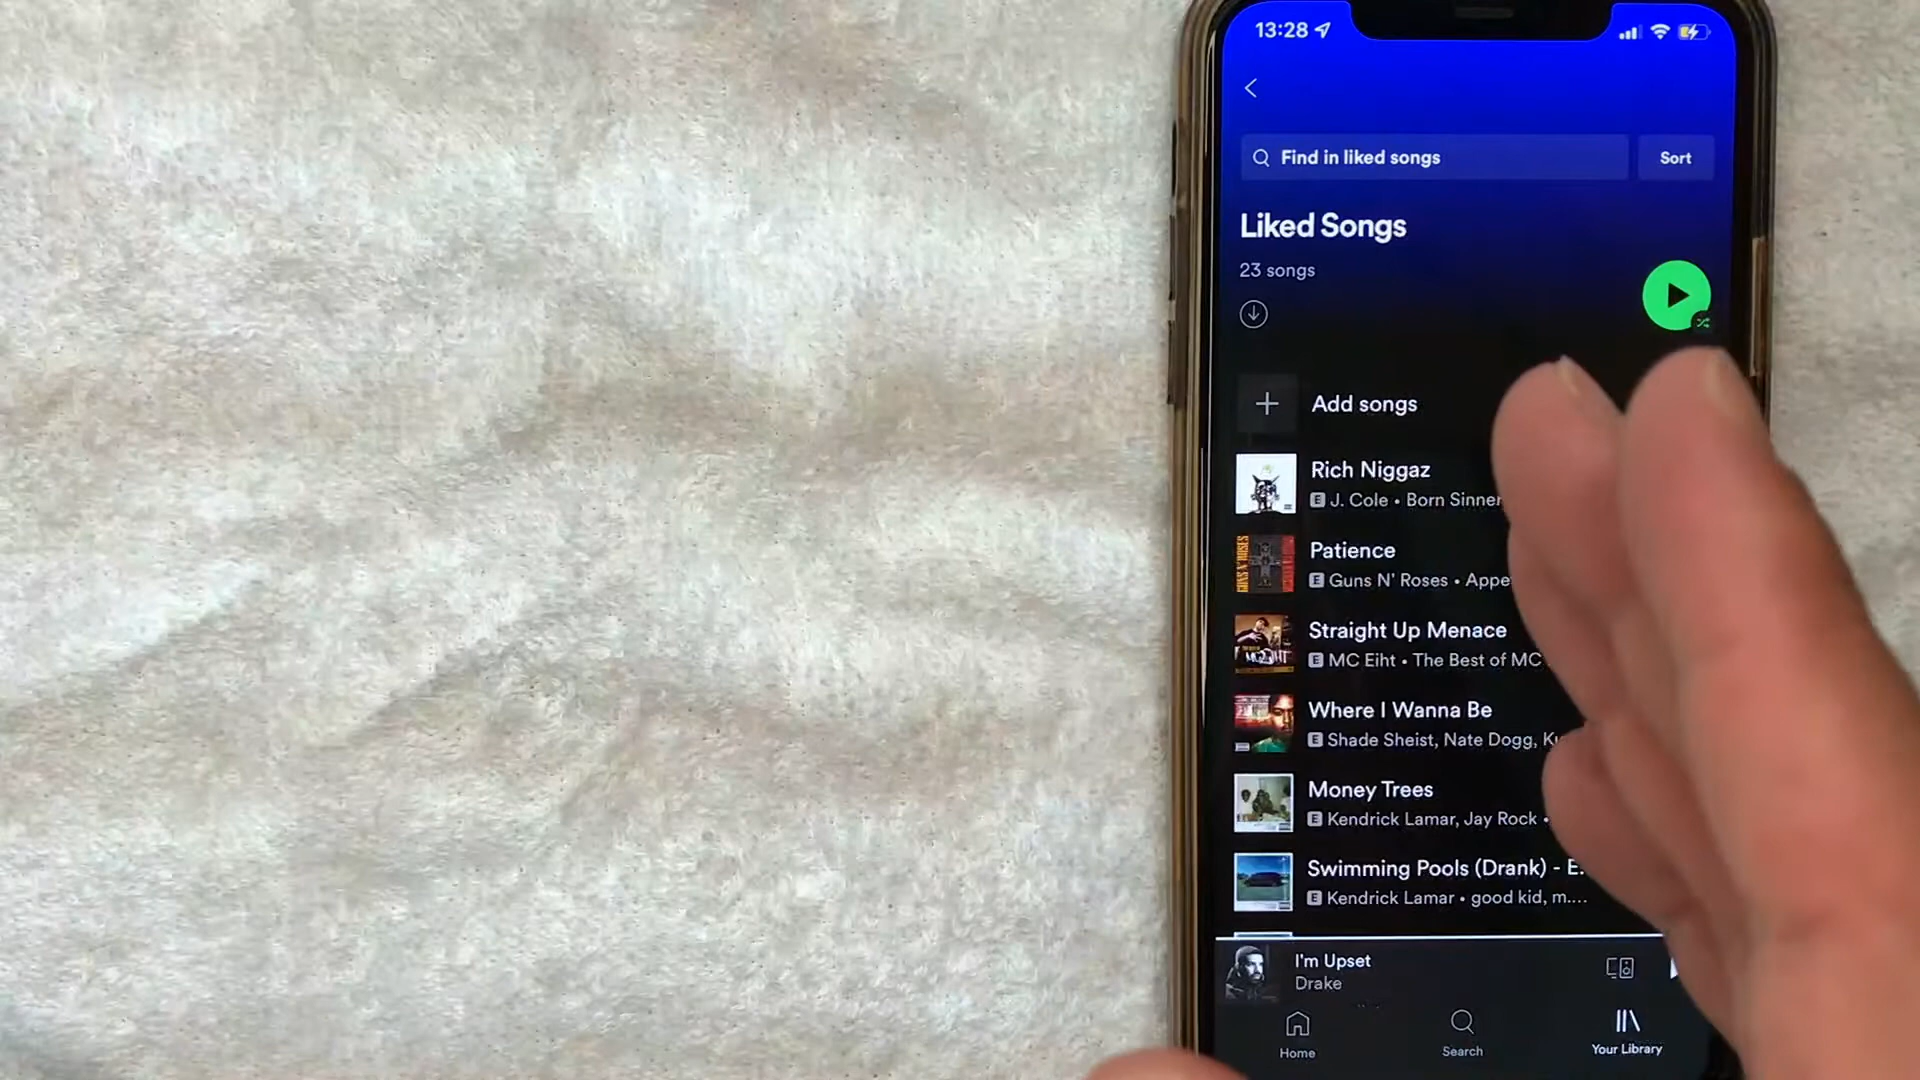 13:28
Find in liked songs
Sort
Liked Songs
23 songs
Add songs
Rich Niggaz
E J. Cole • Born Sinner
Patience
E Guns N' Roses • Appe
Straight Up Menace
E MC Eiht • The Best of MC
Where I Wanna Be
E Shade Sheist, Nate Dogg, Ku
Money Trees
E Kendrick Lamar, Jay Rock •
Swimming Pools (Drank) - E...
E Kendrick Lamar • good kid, m....
I'm Upset
Drake
Home
Search
Your Library